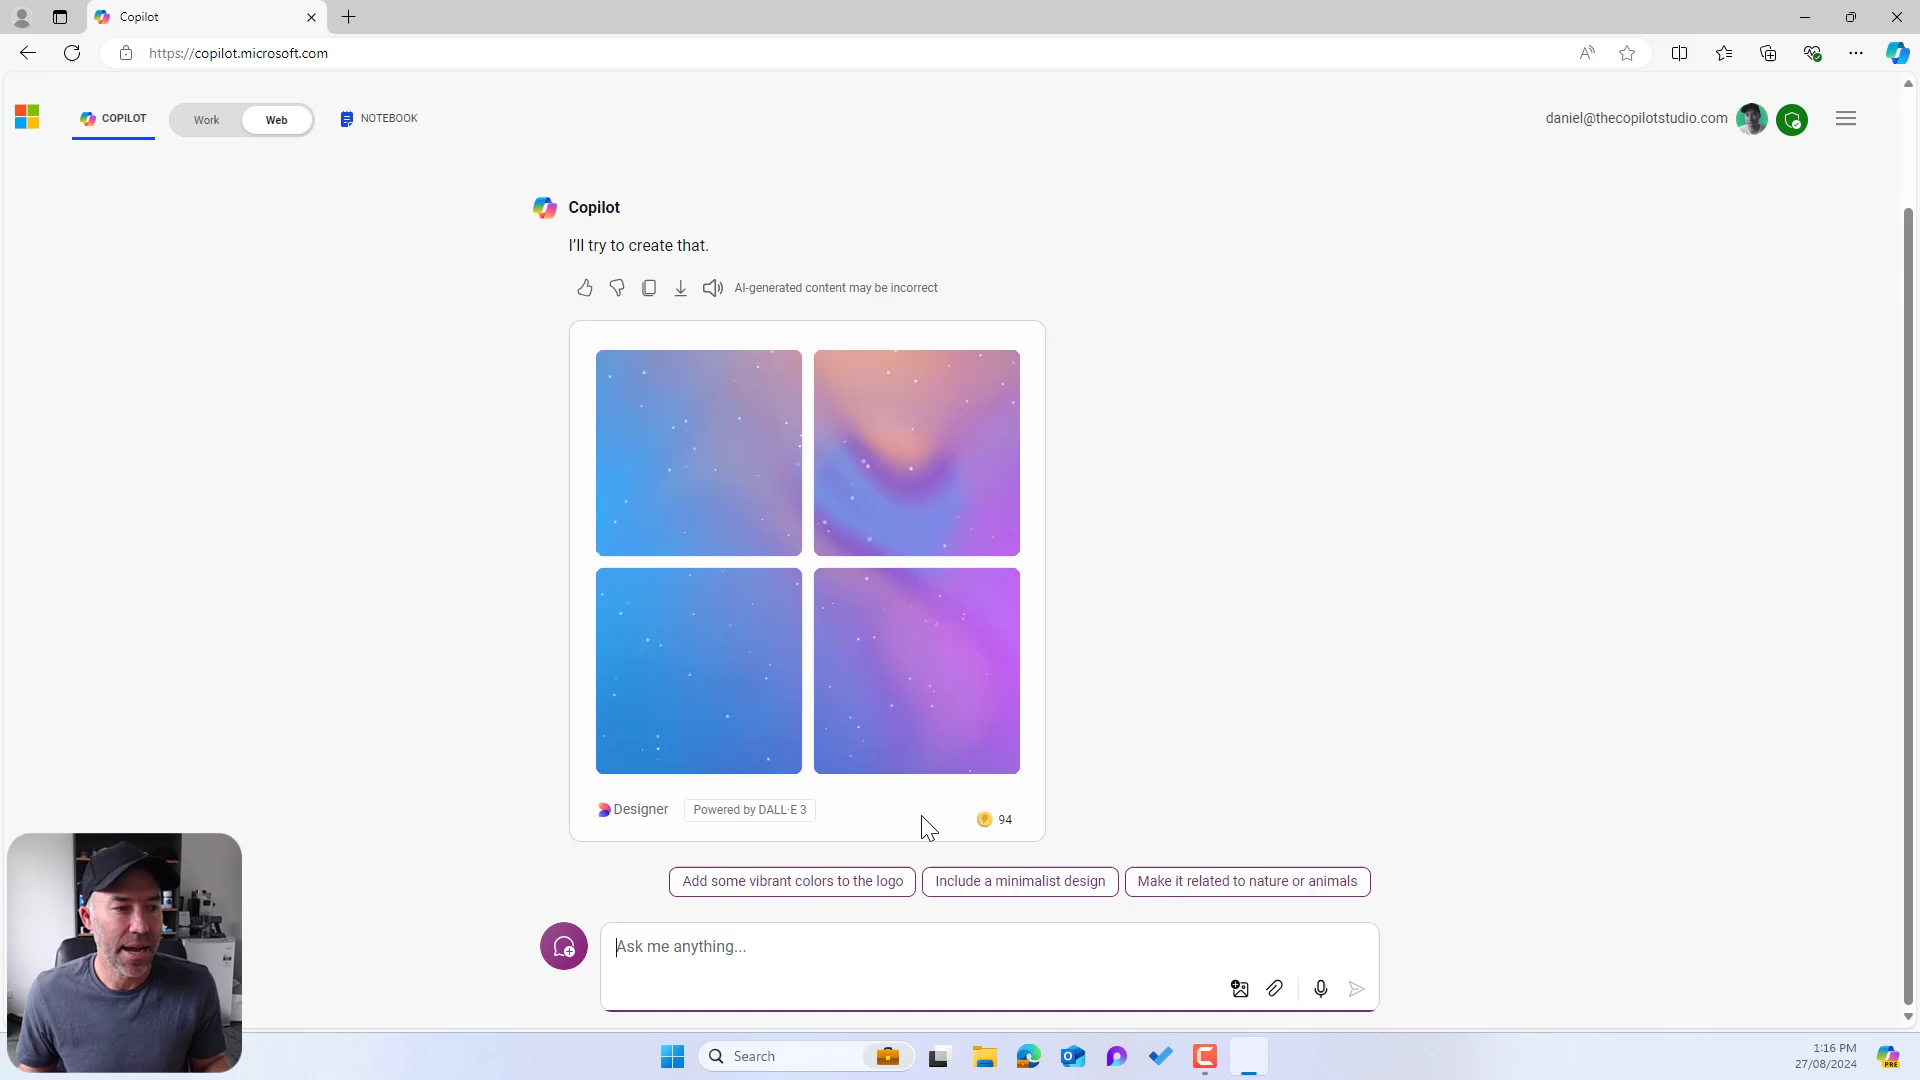 Copilot
https://copilot.microsoft.com
COPILOT
Work
Web
NOTEBOOK
daniel@thecopilotstudio.com
Copilot
I'll try to create that.
AI-generated content may be incorrect
Designer
Powered by DALL·E 3
94
Add some vibrant colors to the logo
Include a minimalist design
Make it related to nature or animals
Ask me anything...
Search
1:16 PM
27/08/2024
PRE